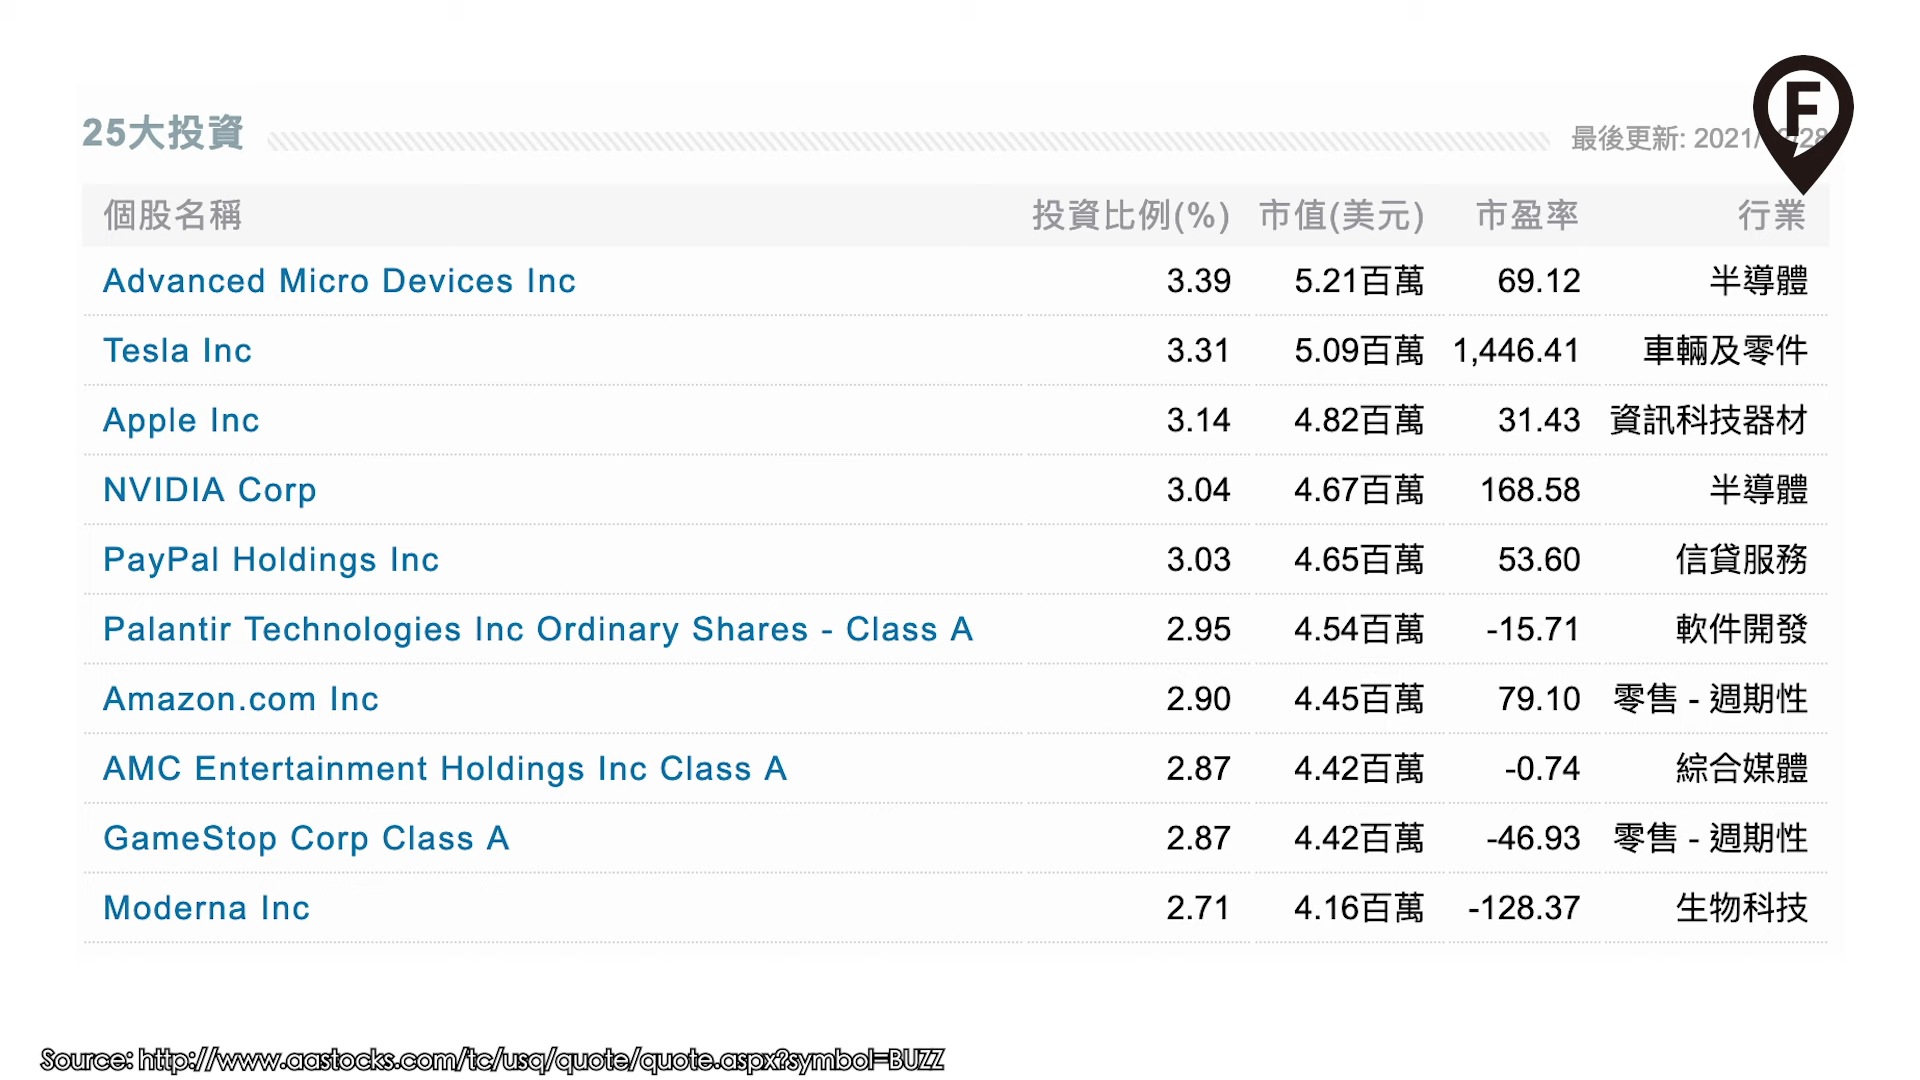 25大投資
最後更新: 2021/
F
個股名稱 投資比例(%) 市值(美元) 市盈率 行業
Advanced Micro Devices Inc 3.39 5.21百萬 69.12 半導體
Tesla Inc 3.31 5.09百萬 1,446.41 車輛及零件
Apple Inc 3.14 4.82百萬 31.43 資訊科技器材
NVIDIA Corp 3.04 4.67百萬 168.58 半導體
PayPal Holdings Inc 3.03 4.65百萬 53.60 信貸服務
Palantir Technologies Inc Ordinary Shares - Class A 2.95 4.54百萬 -15.71 軟件開發
Amazon.com Inc 2.90 4.45百萬 79.10 零售 - 週期性
AMC Entertainment Holdings Inc Class A 2.87 4.42百萬 -0.74 綜合媒體
GameStop Corp Class A 2.87 4.42百萬 -46.93 零售 - 週期性
Moderna Inc 2.71 4.16百萬 -128.37 生物科技
Source: http://www.aastocks.com/tc/usq/quote/quote.aspx?symbol=BUZZ